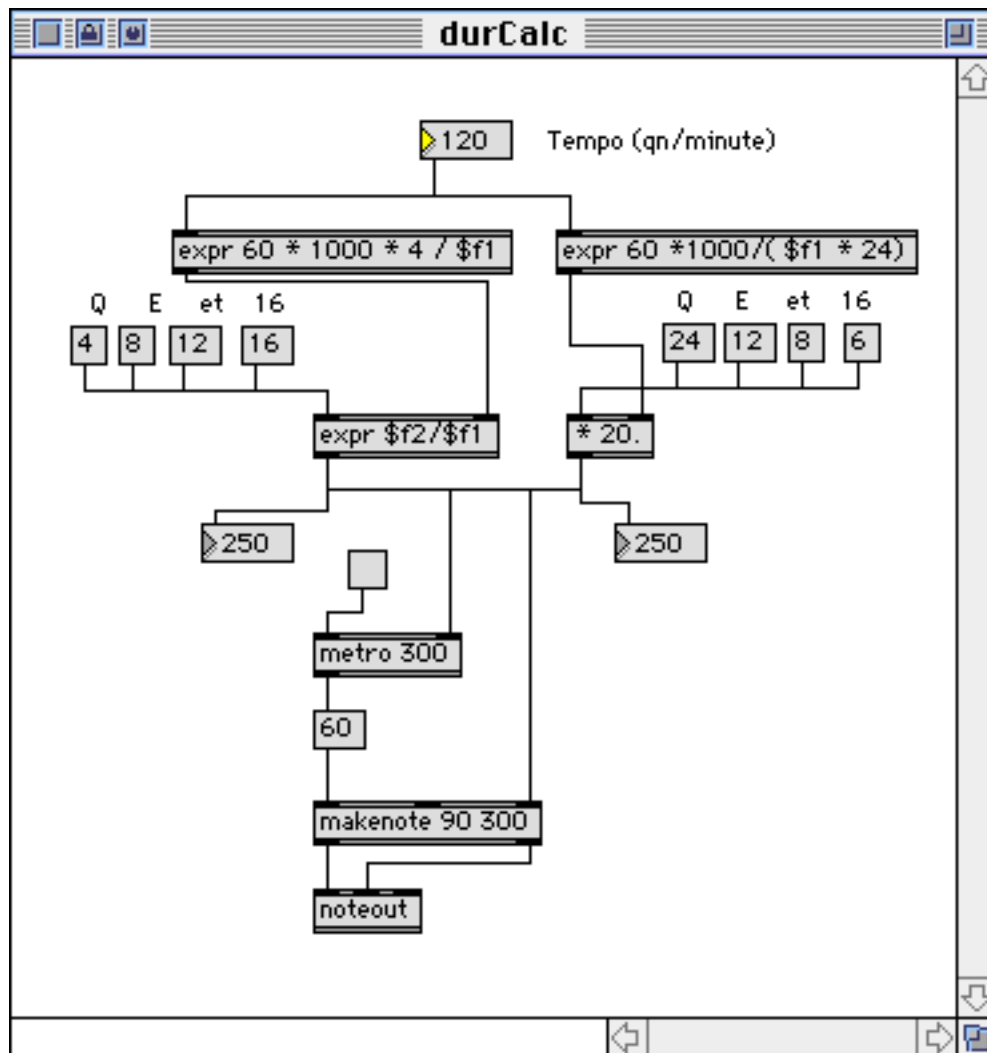 durCalc
120 Tempo (qn/minute)
expr 60 * 1000 * 4 / $f1 expr 60 *1000/( $f1 * 24)
Q E et 16 Q E et 16
4 8 12 16 24 12 8 6
expr $f2/$f1 * 20.
250 250
metro 300
60
makenote 90 300
noteout